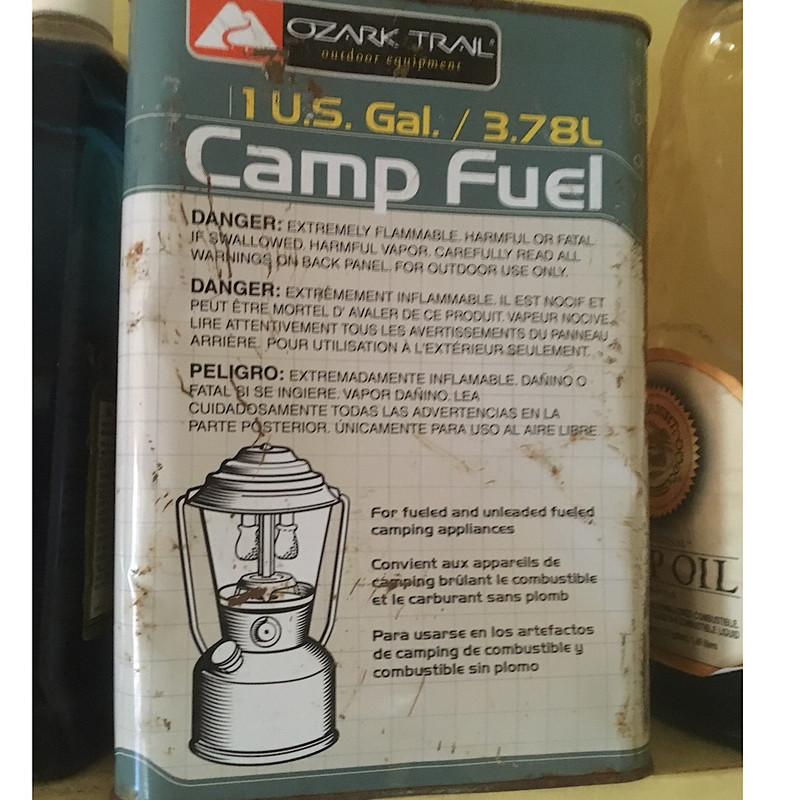 OZARK TRAIL
outdoor equipment
1 U.S. Gal. / 3.78L
Camp Fuel
DANGER: EXTREMELY FLAMMABLE. HARMFUL OR FATAL
IF SWALLOWED. HARMFUL VAPOR. CAREFULLY READ ALL
WARNINGS ON BACK PANEL. FOR OUTDOOR USE ONLY.
DANGER: EXTRÊMEMENT INFLAMMABLE. IL EST NOCIF ET
PEUT ÊTRE MORTEL D' AVALER DE CE PRODUIT. VAPEUR NOCIVE.
LIRE ATTENTIVEMENT TOUS LES AVERTISSEMENTS DU PANNEAU
ARRIÈRE. POUR UTILISATION À L'EXTÉRIEUR SEULEMENT.
PELIGRO: EXTREMADAMENTE INFLAMABLE. DAÑINO O
FATAL SI SE INGIERE. VAPOR DAÑINO. LEA
CUIDADOSAMENTE TODAS LAS ADVERTENCIAS EN LA
PARTE POSTERIOR. ÚNICAMENTE PARA USO AL AIRE LIBRE.
For fueled and unleaded fueled
camping appliances
Convient aux appareils de
camping brûlant le combustible
et le carburant sans plomb
Para usarse en los artefactos
de camping de combustible y
combustible sin plomo
P OIL